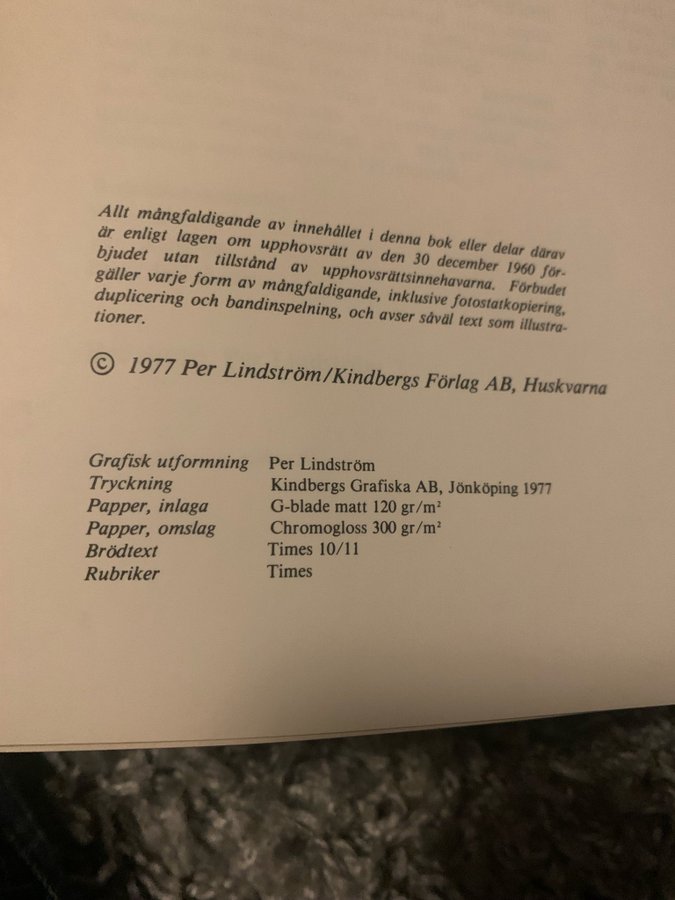 Allt mångfaldigande av innehållet i denna bok eller delar därav
är enligt lagen om upphovsrätt av den 30 december 1960 för-
bjudet utan tillstånd av upphovsrättsinnehavarna. Förbudet
gäller varje form av mångfaldigande, inklusive fotostatkopiering,
duplicering och bandinspelning, och avser såväl text som illustra-
tioner.
© 1977 Per Lindström/Kindbergs Förlag AB, Huskvarna
Grafisk utformning Per Lindström
Tryckning Kindbergs Grafiska AB, Jönköping 1977
Papper, inlaga G-blade matt 120 gr/m²
Papper, omslag Chromogloss 300 gr/m²
Brödtext Times 10/11
Rubriker Times